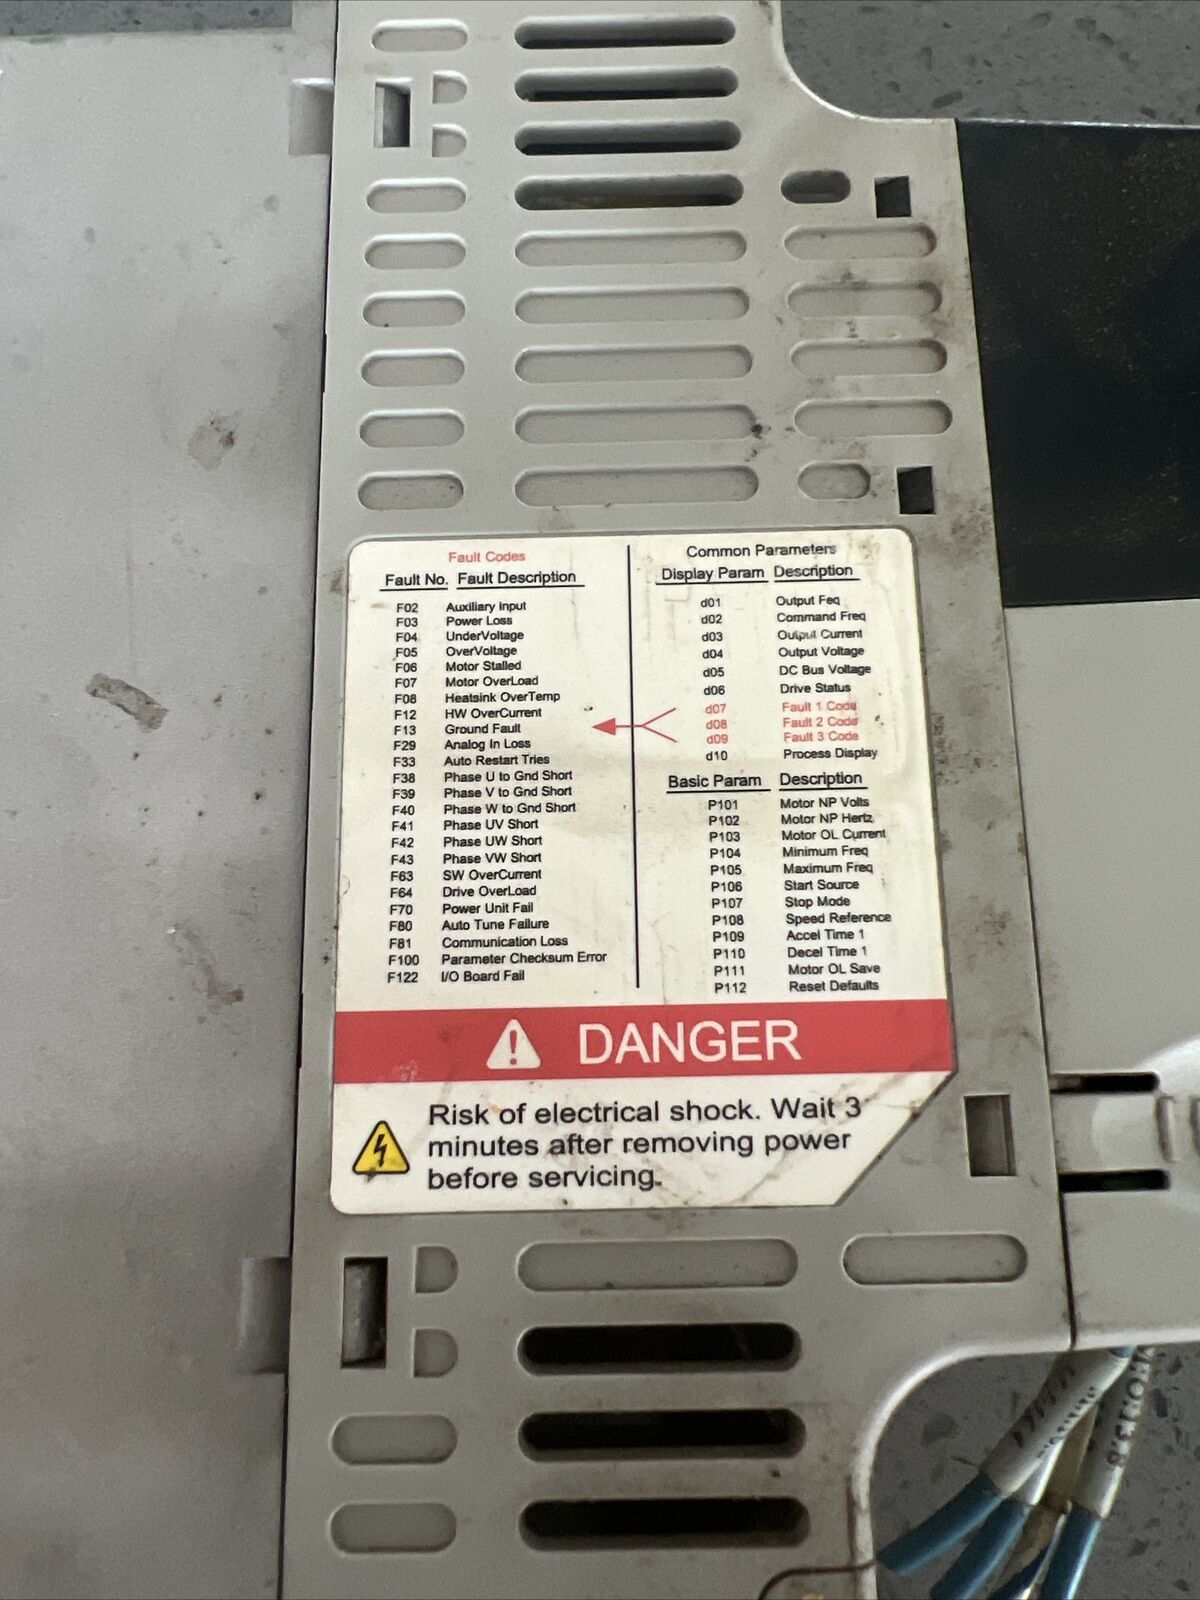 Fault Codes
Fault No. Fault Description
F02 Auxiliary Input
F03 Power Loss
F04 UnderVoltage
F05 OverVoltage
F06 Motor Stalled
F07 Motor OverLoad
F08 Heatsink OverTemp
F12 HW OverCurrent
F13 Ground Fault
F29 Analog In Loss
F33 Auto Restart Tries
F38 Phase U to Gnd Short
F39 Phase V to Gnd Short
F40 Phase W to Gnd Short
F41 Phase UV Short
F42 Phase UW Short
F43 Phase VW Short
F63 SW OverCurrent
F64 Drive OverLoad
F70 Power Unit Fail
F80 Auto Tune Failure
F81 Communication Loss
F100 Parameter Checksum Error
F122 I/O Board Fail
Common Parameters
Display Param Description
d01 Output Feq
d02 Command Freq
d03 Output Current
d04 Output Voltage
d05 DC Bus Voltage
d06 Drive Status
d07 Fault 1 Code
d08 Fault 2 Code
d09 Fault 3 Code
d10 Process Display
Basic Param Description
P101 Motor NP Volts
P102 Motor NP Hertz
P103 Motor OL Current
P104 Minimum Freq
P105 Maximum Freq
P106 Start Source
P107 Stop Mode
P108 Speed Reference
P109 Accel Time 1
P110 Decel Time 1
P111 Motor OL Save
P112 Reset Defaults
DANGER
Risk of electrical shock. Wait 3
minutes after removing power
before servicing.